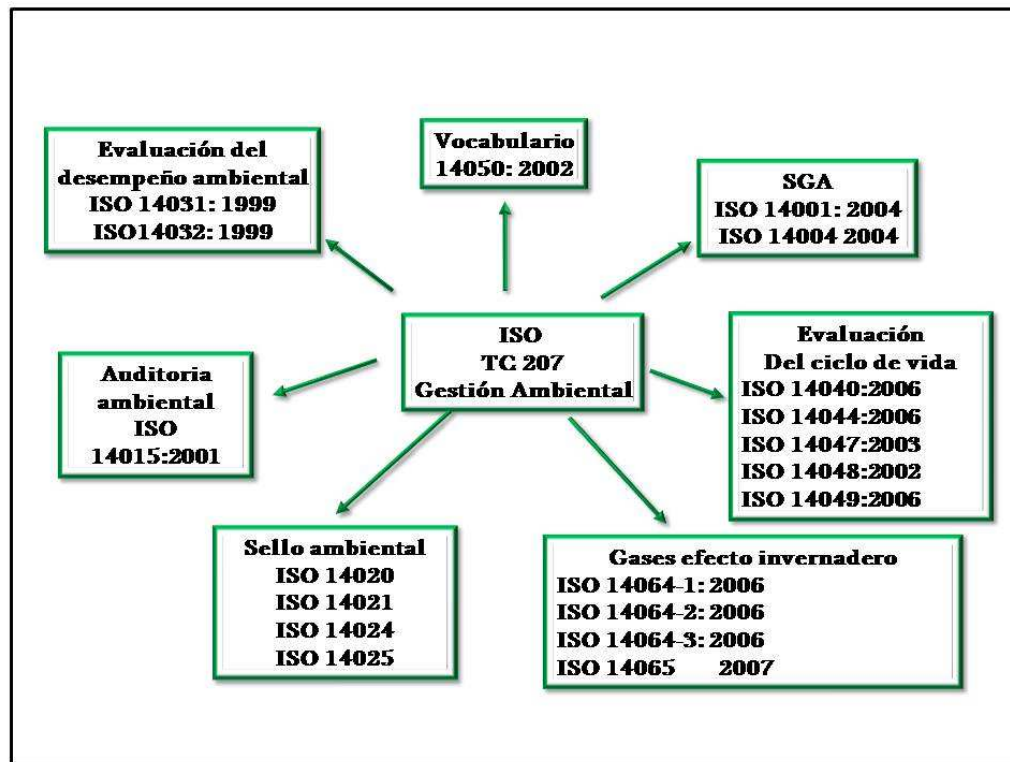 Evaluación del
desempeño ambiental
ISO 14031: 1999
ISO14032: 1999
Vocabulario
14050: 2002
SGA
ISO 14001: 2004
ISO 14004 2004
ISO
TC 207
Gestión Ambiental
Auditoria
ambiental
ISO
14015:2001
Evaluación
Del ciclo de vida
ISO 14040:2006
ISO 14044:2006
ISO 14047:2003
ISO 14048:2002
ISO 14049:2006
Sello ambiental
ISO 14020
ISO 14021
ISO 14024
ISO 14025
Gases efecto invernadero
ISO 14064-1: 2006
ISO 14064-2: 2006
ISO 14064-3: 2006
ISO 14065 2007